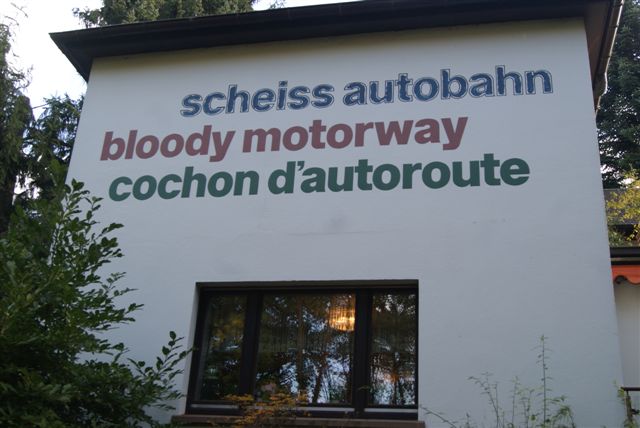 scheiss autobahn
bloody motorway
cochon d'autoroute